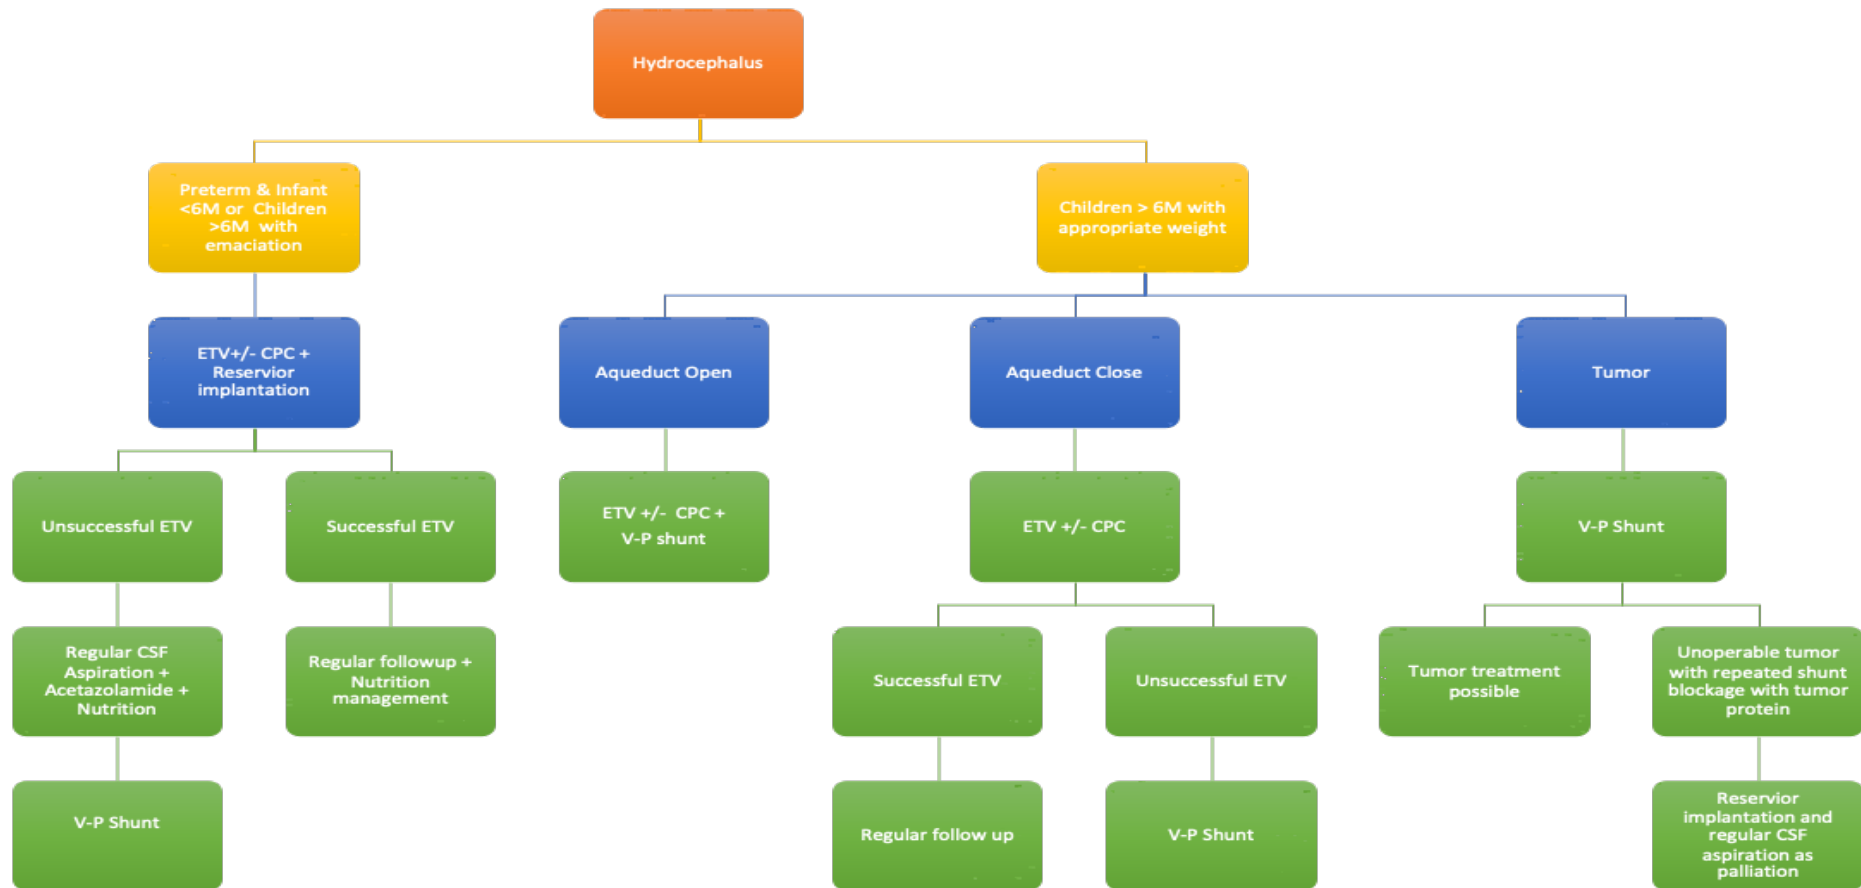 Hydrocephalus
Preterm & Infant
<6M or Children
>6M with
emaciation
Children > 6M with
appropriate weight
ETV+/- CPC +
Reservior
implantation
Aqueduct Open
Aqueduct Close
Tumor
Unsuccessful ETV
Successful ETV
ETV +/- CPC +
V-P shunt
ETV +/- CPC
V-P Shunt
Regular CSF
Aspiration +
Acetazolamide +
Nutrition
Regular followup +
Nutrition
management
Successful ETV
Unsuccessful ETV
Tumor treatment
possible
Unoperable tumor
with repeated shunt
blockage with tumor
protein
V-P Shunt
Regular follow up
V-P Shunt
Reservior
implantation and
regular CSF
aspiration as
palliation